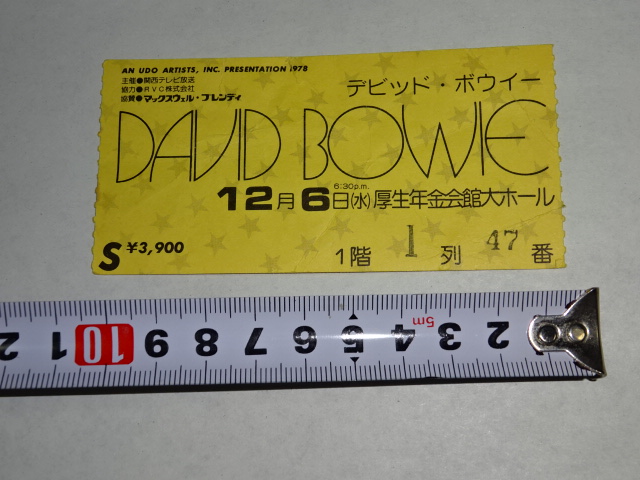 AN UDO ARTISTS, INC. PRESENTATION 1978
主催●関西テレビ放送
協力●RVC株式会社
協賛●マックスウェル・ブレンディ
デビッド・ボウイー
DAVID BOWIE
6:30p.m.
12月6日(水)厚生年金会館大ホール
S ¥3,900
1階 1 列 47 番
2 1 10 9 8 7 6 5 4 3 2 1
5m